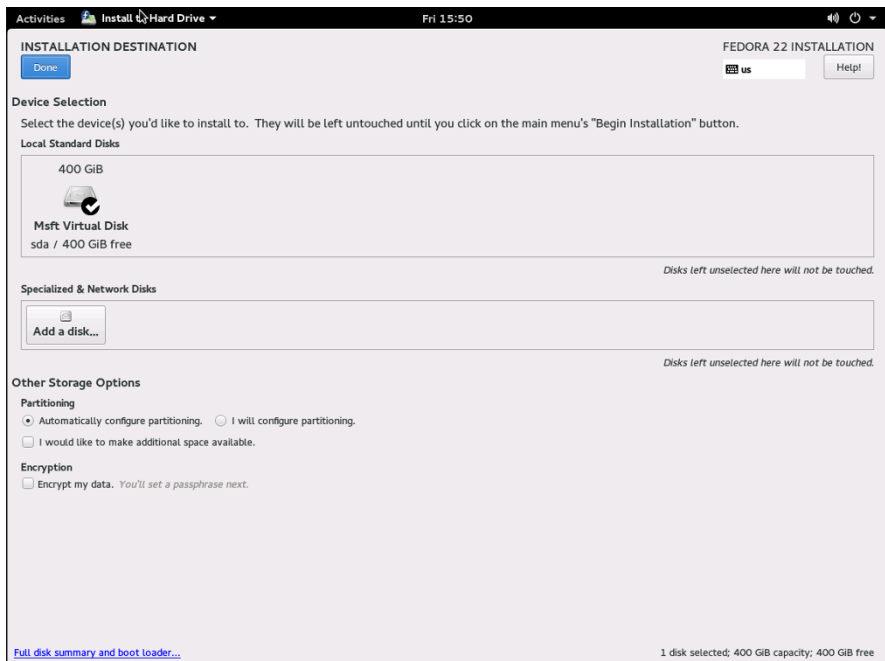 Activities Install to Hard Drive Fri 15:50
INSTALLATION DESTINATION FEDORA 22 INSTALLATION
Done us Help!
Device Selection
Select the device(s) you'd like to install to. They will be left untouched until you click on the main menu's "Begin Installation" button.
Local Standard Disks
400 GiB
Msft Virtual Disk
sda / 400 GiB free
Disks left unselected here will not be touched.
Specialized & Network Disks
Add a disk...
Disks left unselected here will not be touched.
Other Storage Options
Partitioning
Automatically configure partitioning. I will configure partitioning.
I would like to make additional space available.
Encryption
Encrypt my data. You'll set a passphrase next.
Full disk summary and boot loader... 1 disk selected; 400 GiB capacity; 400 GiB free